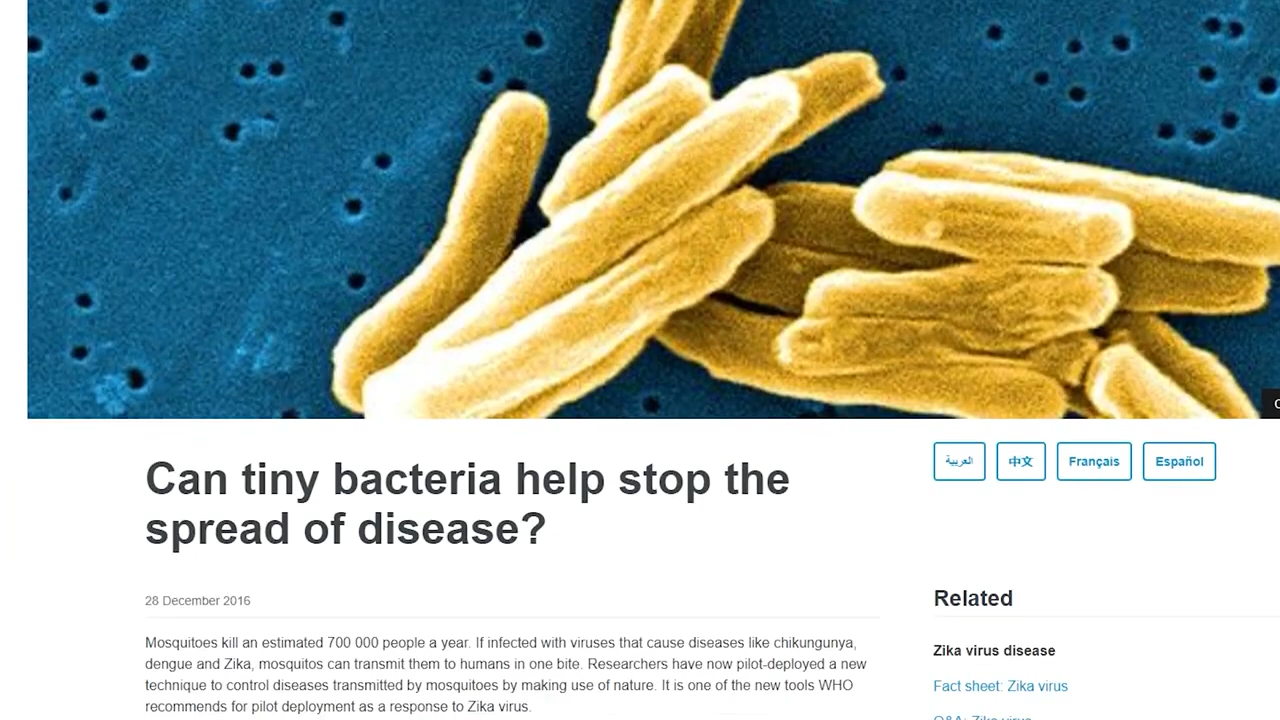 Can tiny bacteria help stop the
spread of disease?
العربية
中文
Français
Español
28 December 2016
Mosquitoes kill an estimated 700 000 people a year. If infected with viruses that cause diseases like chikungunya,
dengue and Zika, mosquitos can transmit them to humans in one bite. Researchers have now pilot-deployed a new
technique to control diseases transmitted by mosquitoes by making use of nature. It is one of the new tools WHO
recommends for pilot deployment as a response to Zika virus.
Related
Zika virus disease
Fact sheet: Zika virus
Q&A: Zika virus